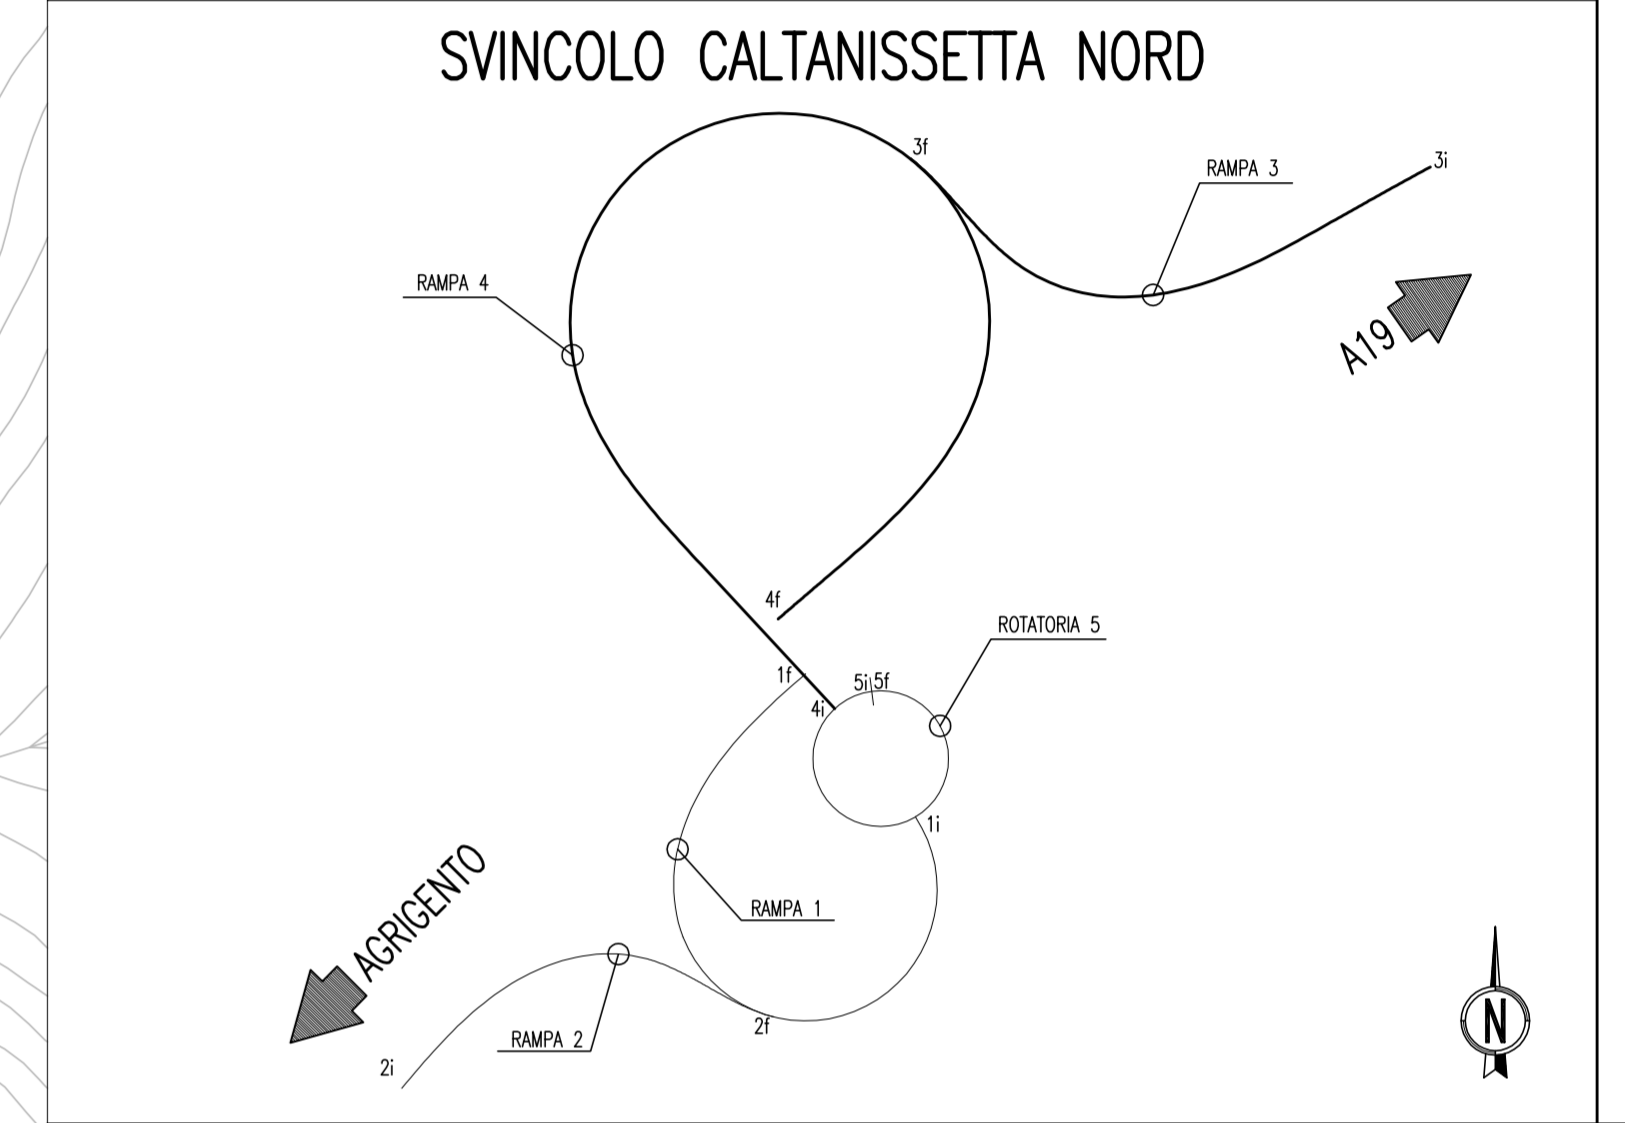 SVINCOLO CALTANISSETTA NORD
3f
3i
RAMPA 3
RAMPA 4
A19
4f
ROTATORIA 5
1f
5i 5f
4i
1i
AGRIGENTO
RAMPA 1
2f
RAMPA 2
2i
N